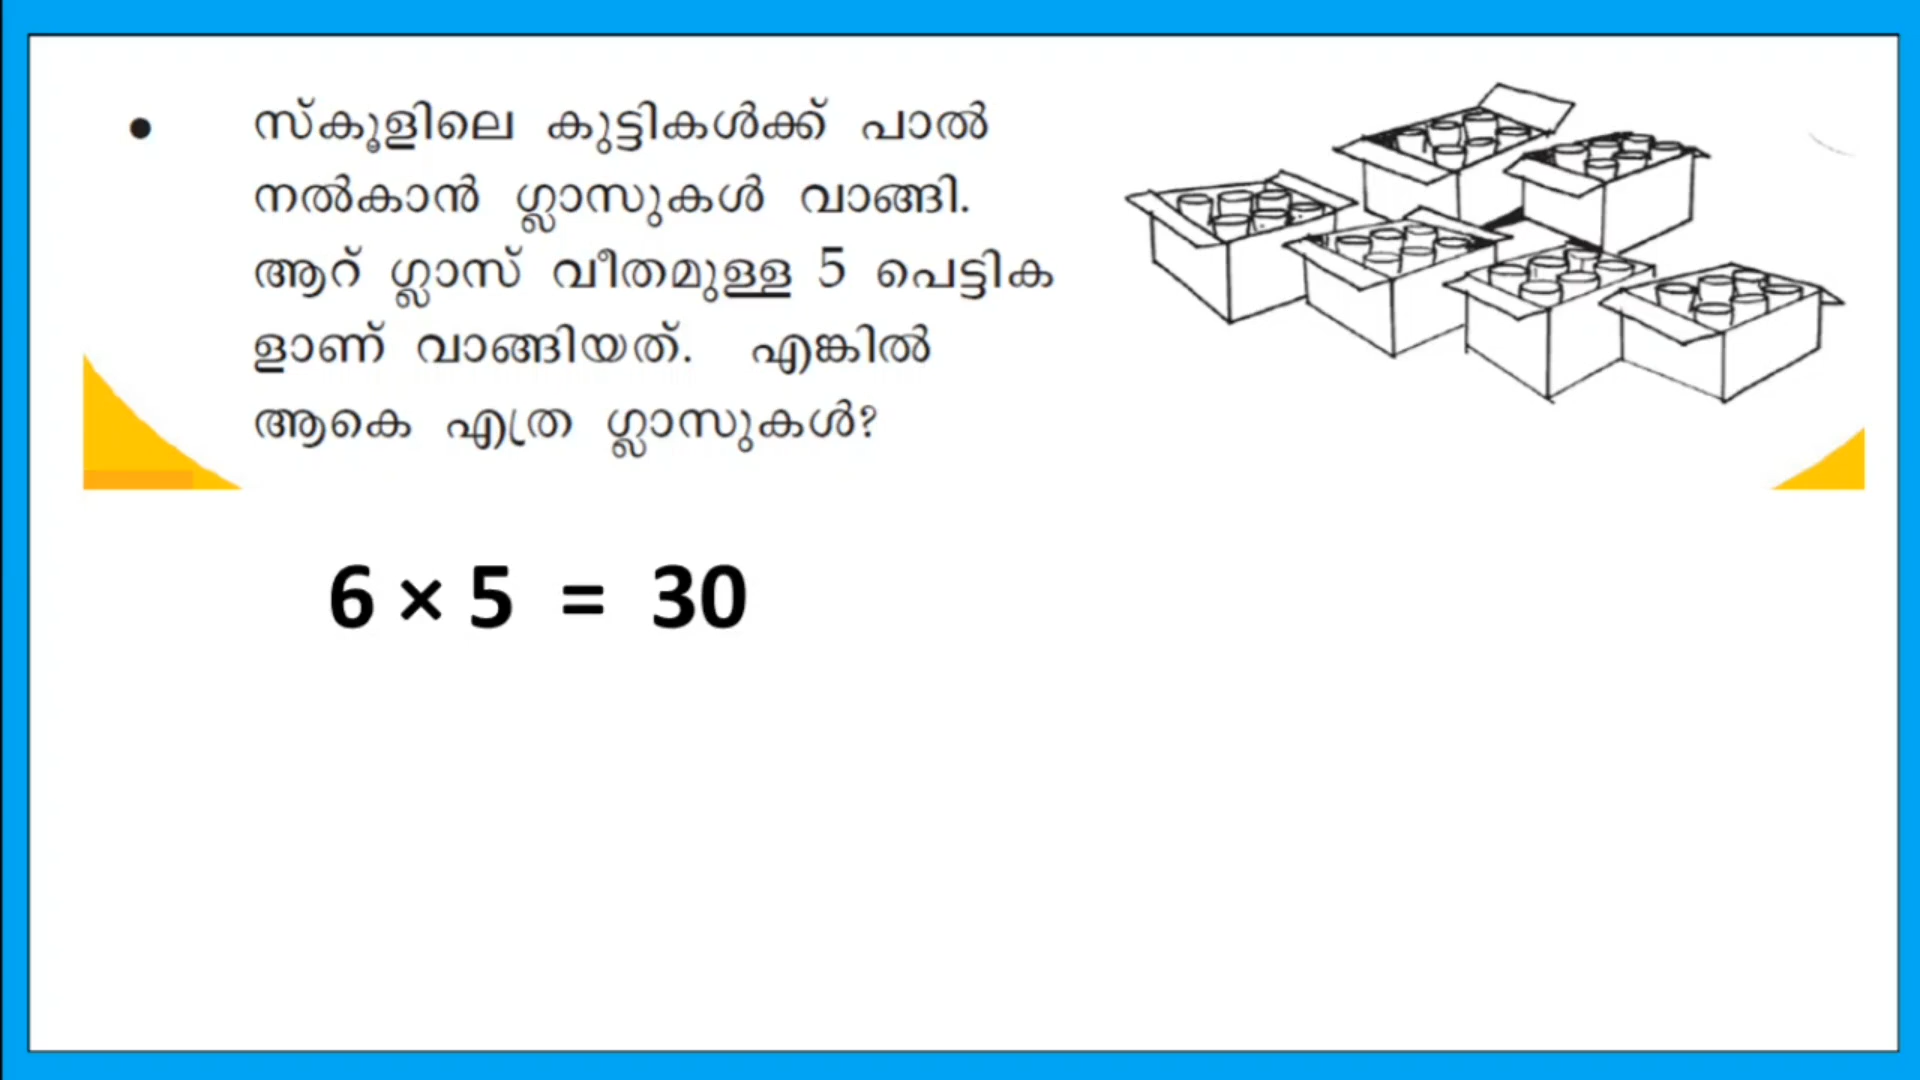 • സ്കൂളിലെ കുട്ടികൾക്ക് പാൽ
നൽകാൻ ഗ്ലാസുകൾ വാങ്ങി.
ആറ് ഗ്ലാസ് വീതമുള്ള 5 പെട്ടിക
ളാണ് വാങ്ങിയത്. എങ്കിൽ
ആകെ എത്ര ഗ്ലാസുകൾ?
6 × 5 = 30